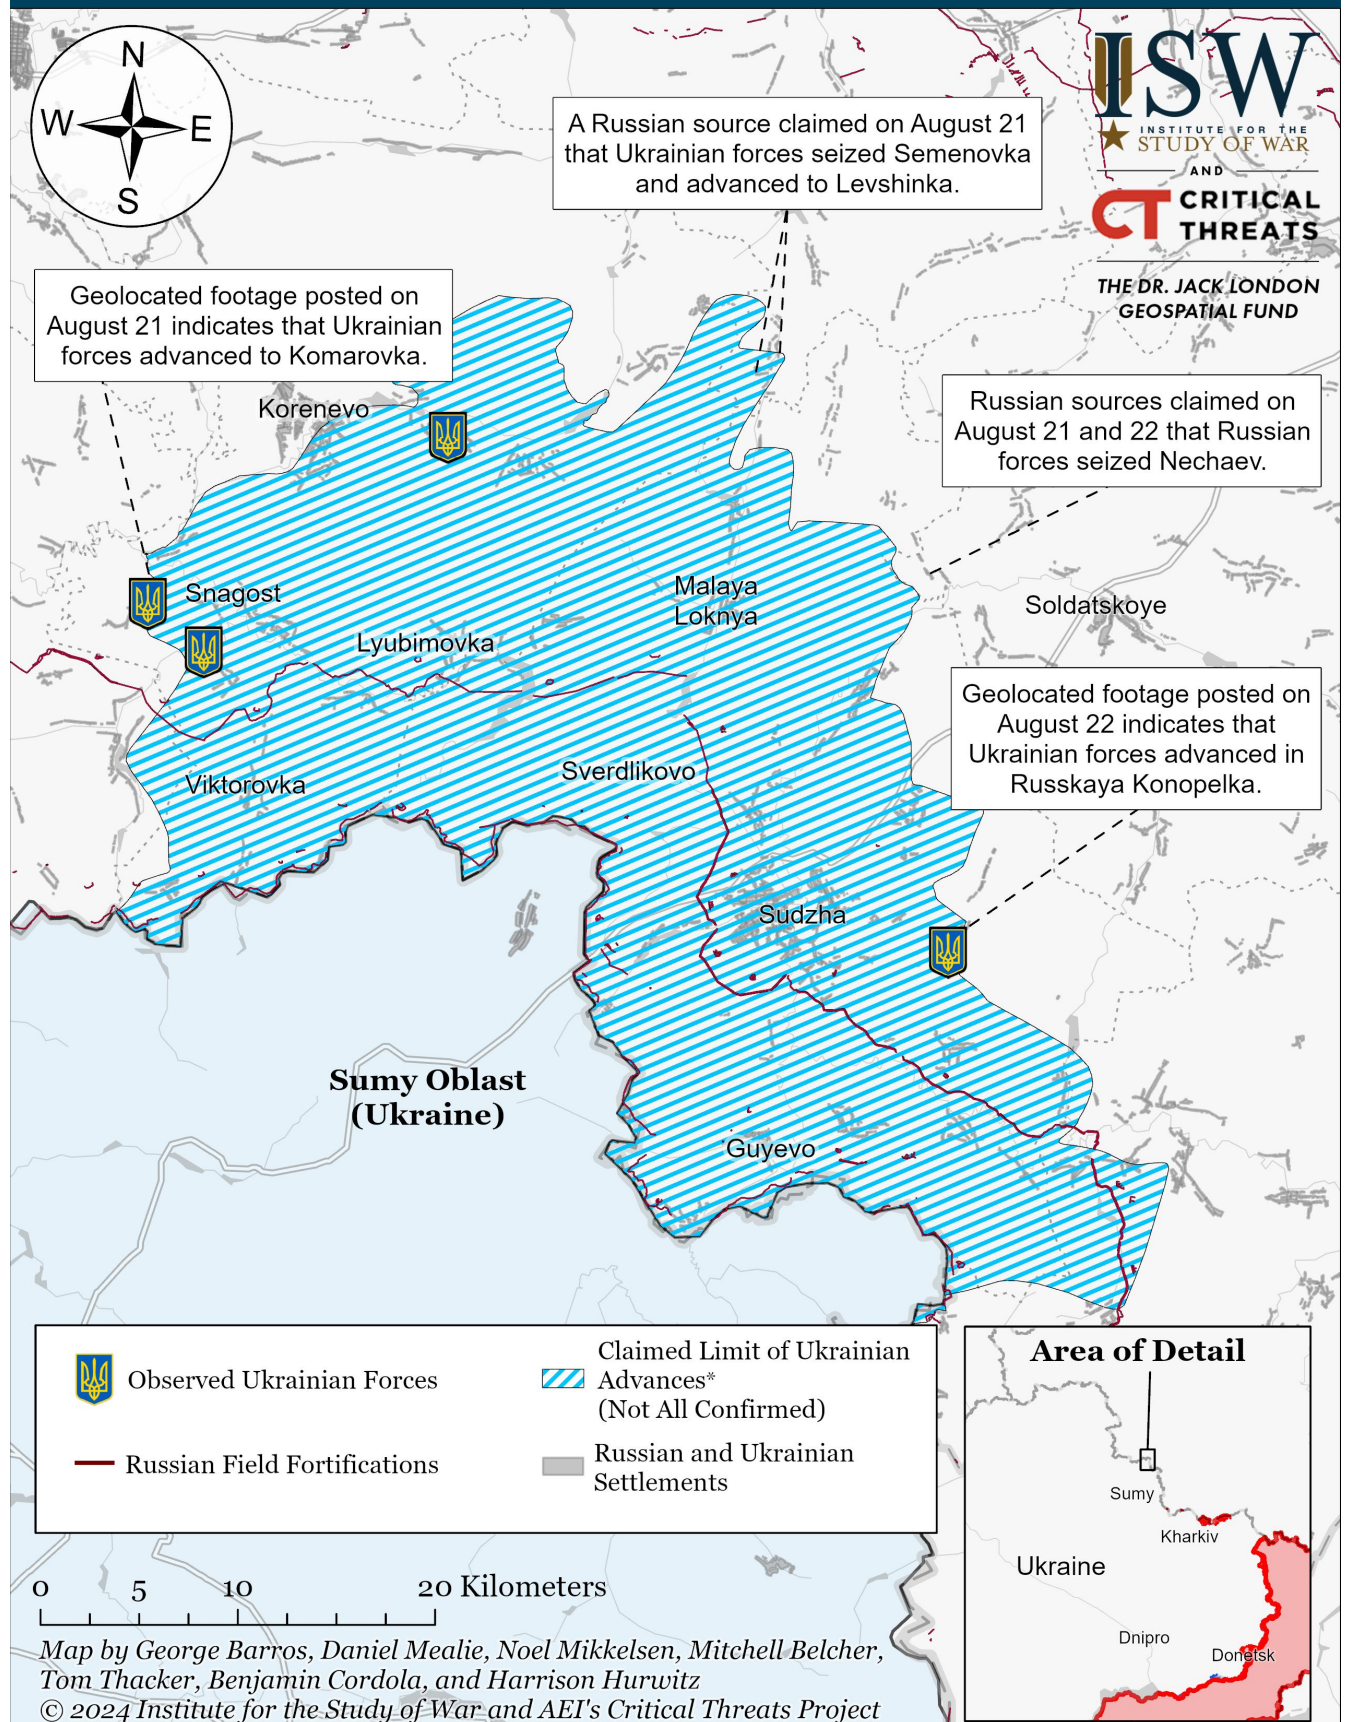 N
W
E
S
ISW
INSTITUTE FOR THE
STUDY OF WAR
AND
CT CRITICAL
THREATS
THE DR. JACK LONDON
GEOSPATIAL FUND
A Russian source claimed on August 21
that Ukrainian forces seized Semenovka
and advanced to Levshinka.
Geolocated footage posted on
August 21 indicates that Ukrainian
forces advanced to Komarovka.
Russian sources claimed on
August 21 and 22 that Russian
forces seized Nechaev.
Korenevo
Snagost
Malaya
Loknya
Soldatskoye
Lyubimovka
Geolocated footage posted on
August 22 indicates that
Ukrainian forces advanced in
Russkaya Konopelka.
Sverdlikovo
Viktorovka
Sudzha
Sumy Oblast
(Ukraine)
Guyevo
Observed Ukrainian Forces
Claimed Limit of Ukrainian
Advances*
(Not All Confirmed)
Russian Field Fortifications
Russian and Ukrainian
Settlements
Area of Detail
Sumy
Kharkiv
Ukraine
Dnipro
Donetsk
0 5 10 20 Kilometers
Map by George Barros, Daniel Mealie, Noel Mikkelsen, Mitchell Belcher,
Tom Thacker, Benjamin Cordola, and Harrison Hurwitz
© 2024 Institute for the Study of War and AEI's Critical Threats Project